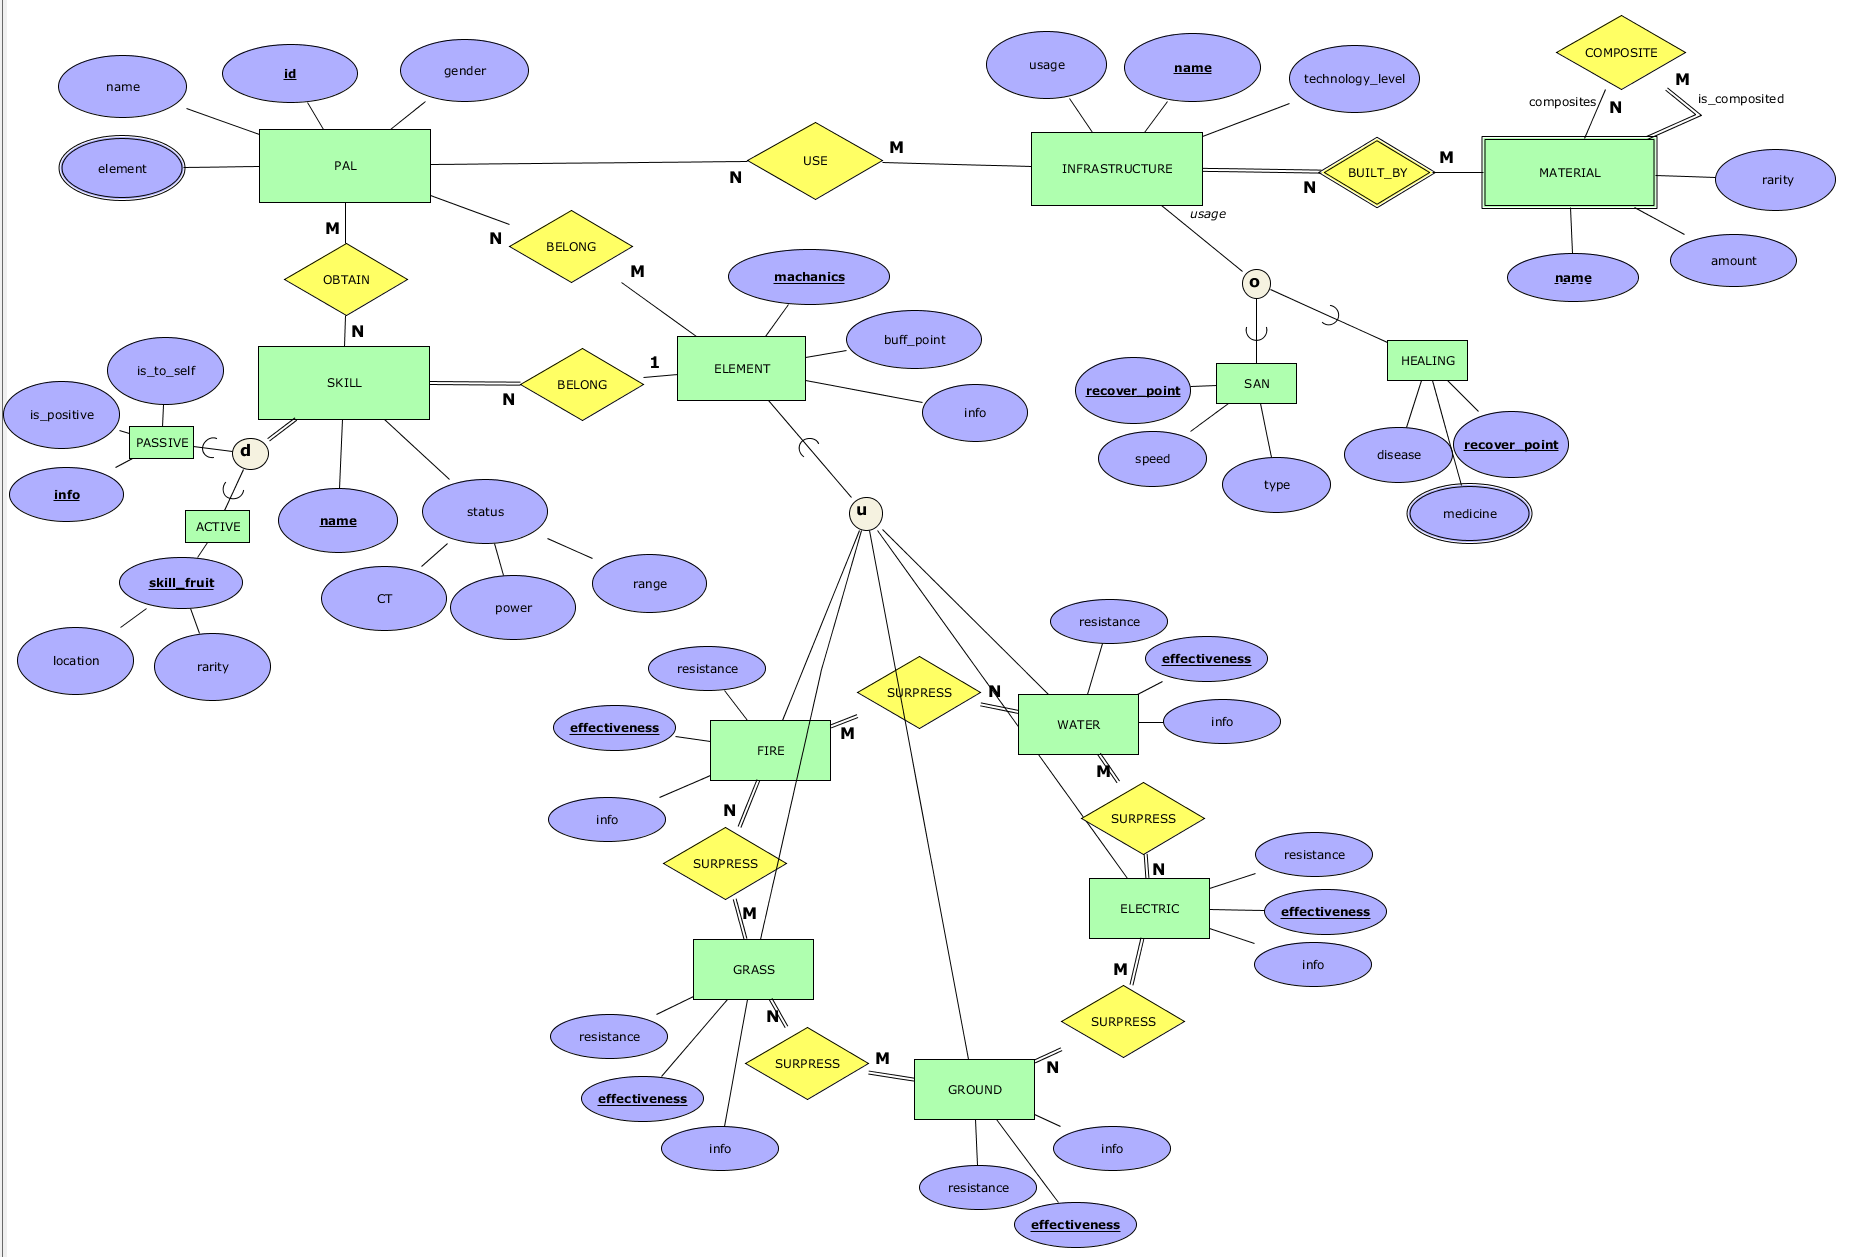 COMPOSITE
M
composites
N
is_composited
name
id
gender
usage
name
technology_level
element
PAL
N
USE
M
INFRASTRUCTURE
N
BUILT_BY
M
MATERIAL
rarity
name
amount
usage
M
OBTAIN
N
N
BELONG
M
machanics
buff_point
info
o
SAN
HEALING
recover_point
speed
type
disease
recover_point
medicine
SKILL
N
BELONG
1
ELEMENT
is_to_self
is_positive
PASSIVE
info
d
ACTIVE
skill_fruit
location
rarity
name
status
CT
power
range
u
resistance
effectiveness
info
FIRE
M
SURPRESS
N
WATER
resistance
effectiveness
info
N
SURPRESS
M
M
SURPRESS
N
ELECTRIC
resistance
effectiveness
info
GRASS
resistance
effectiveness
info
N
SURPRESS
M
GROUND
M
SURPRESS
N
info
resistance
effectiveness